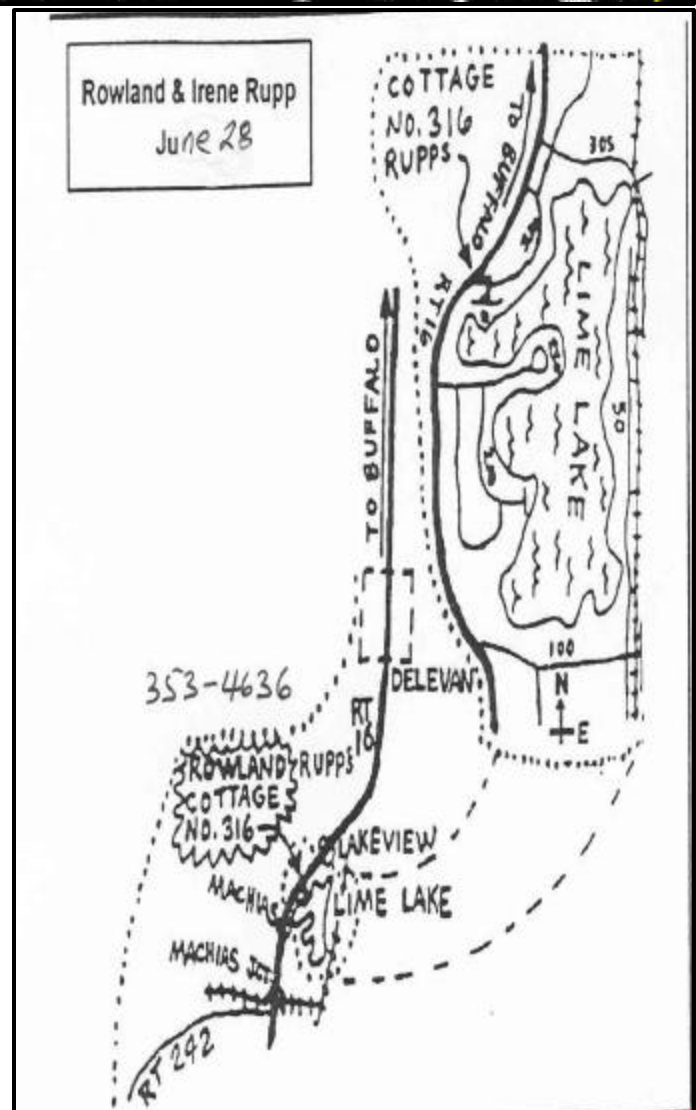 Rowland & Irene Rupp
June 28
COTTAGE
NO. 316
RUPPS
TO BUFFALO
305
RT 16
LIME LAKE
50
TO BUFFALO
100
N
E
DELEVAN
353-4636
RT
16
ROWLAND RUPPS
COTTAGE
NO. 316
LAKEVIEW
MACHIAS
LIME LAKE
MACHIAS JCT.
RT 242